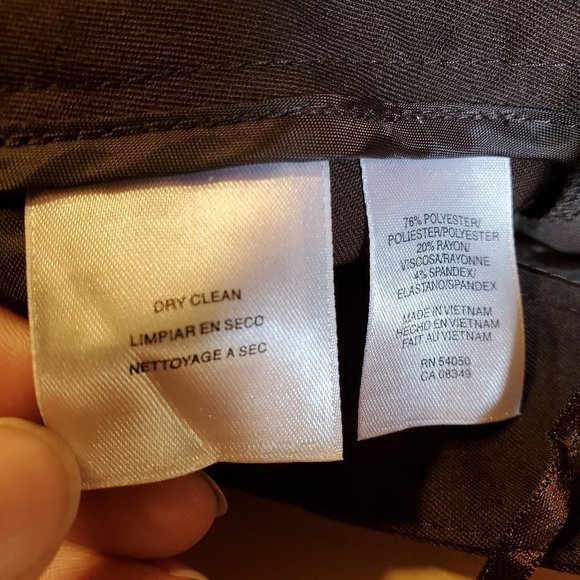 DRY CLEAN
LIMPIAR EN SECO
NETTOYAGE A SEC
76% POLYESTER/
POLIESTER/POLYESTER
20% RAYON/
VISCOSA/RAYONNE
4% SPANDEX/
ELASTANO/SPANDEX
MADE IN VIETNAM
HECHO EN VIETNAM
FAIT AU VIETNAM
RN 54050
CA 08349